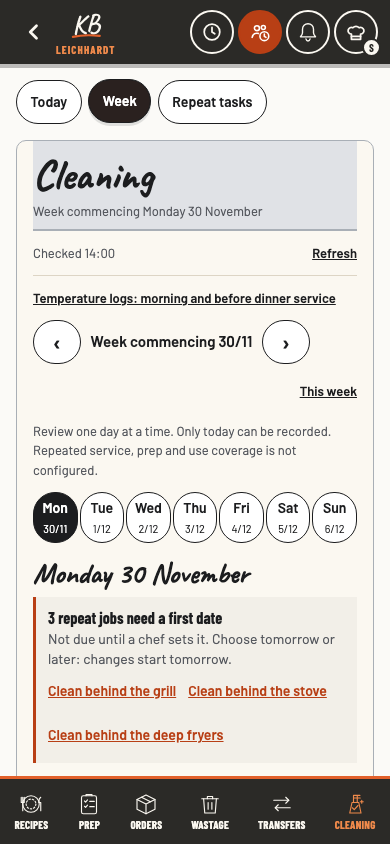 KB
LEICHHARDT
S
Today
Week
Repeat tasks
Cleaning
Week commencing Monday 30 November
Checked 14:00
Refresh
Temperature logs: morning and before dinner service
‹
Week commencing 30/11
›
This week
Review one day at a time. Only today can be recorded.
Repeated service, prep and use coverage is not
configured.
Mon
30/11
Tue
1/12
Wed
2/12
Thu
3/12
Fri
4/12
Sat
5/12
Sun
6/12
Monday 30 November
3 repeat jobs need a first date
Not due until a chef sets it. Choose tomorrow or
later: changes start tomorrow.
Clean behind the grill
Clean behind the stove
Clean behind the deep fryers
RECIPES
PREP
ORDERS
WASTAGE
TRANSFERS
CLEANING